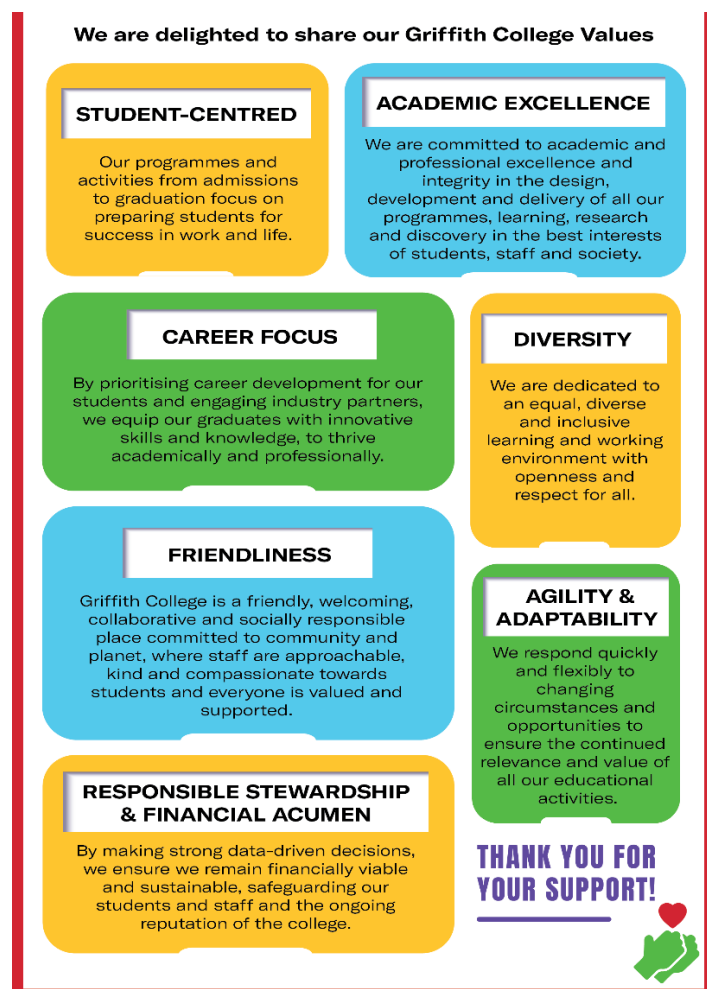 We are delighted to share our Griffith College Values
STUDENT-CENTRED
Our programmes and
activities from admissions
to graduation focus on
preparing students for
success in work and life.
ACADEMIC EXCELLENCE
We are committed to academic and
professional excellence and
integrity in the design,
development and delivery of all our
programmes, learning, research
and discovery in the best interests
of students, staff and society.
CAREER FOCUS
By prioritising career development for our
students and engaging industry partners,
we equip our graduates with innovative
skills and knowledge, to thrive
academically and professionally.
DIVERSITY
We are dedicated to
an equal, diverse
and inclusive
learning and working
environment with
openness and
respect for all.
FRIENDLINESS
Griffith College is a friendly, welcoming,
collaborative and socially responsible
place committed to community and
planet, where staff are approachable,
kind and compassionate towards
students and everyone is valued and
supported.
AGILITY &
ADAPTABILITY
We respond quickly
and flexibly to
changing
circumstances and
opportunities to
ensure the continued
relevance and value of
all our educational
activities.
RESPONSIBLE STEWARDSHIP
& FINANCIAL ACUMEN
By making strong data-driven decisions,
we ensure we remain financially viable
and sustainable, safeguarding our
students and staff and the ongoing
reputation of the college.
THANK YOU FOR
YOUR SUPPORT!